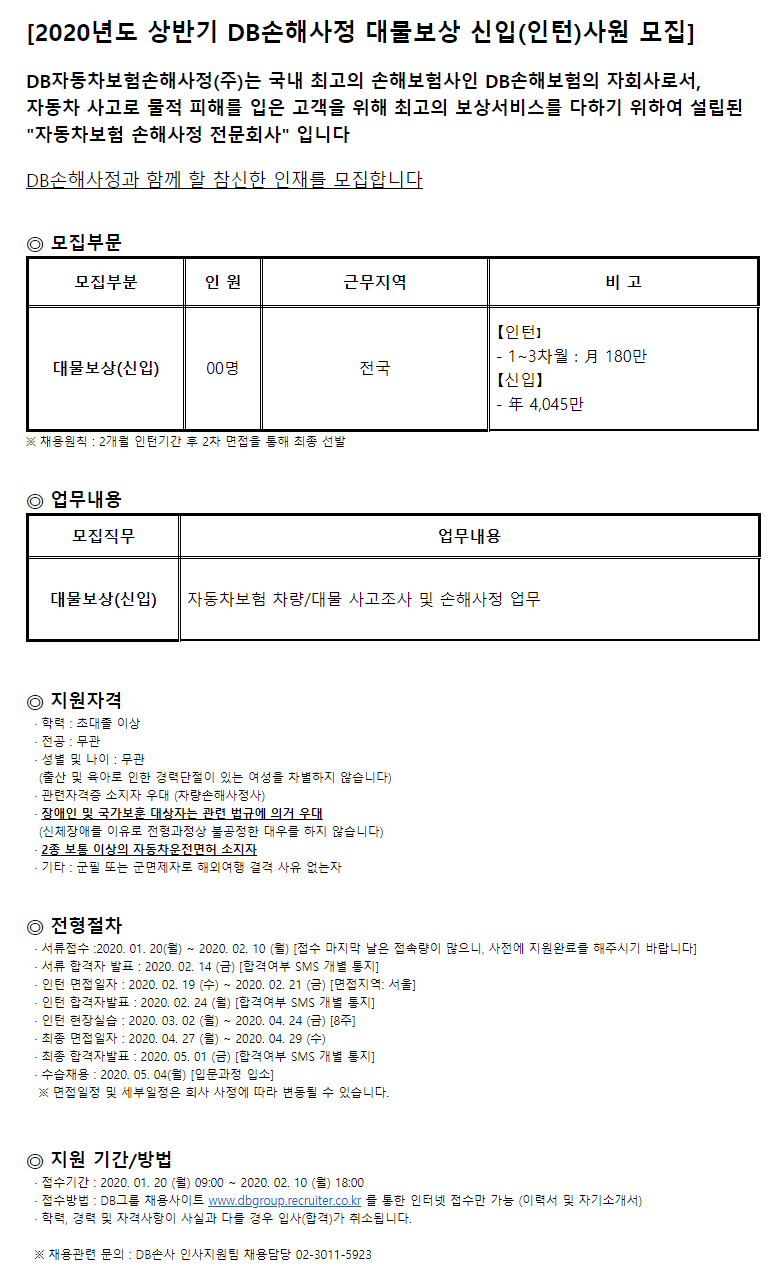 [2020년도 상반기 DB손해사정 대물보상 신입(인턴)사원 모집]
DB자동차보험손해사정(주)는 국내 최고의 손해보험사인 DB손해보험의 자회사로서,
자동차 사고로 물적 피해를 입은 고객을 위해 최고의 보상서비스를 다하기 위하여 설립된
"자동차보험 손해사정 전문회사" 입니다
DB손해사정과 함께 할 참신한 인재를 모집합니다
◎ 모집부문
모집부분 인 원 근무지역 비 고
대물보상(신입) 00명 전국
【인턴】
- 1~3차월 : 月 180만
【신입】
- 年 4,045만
※ 채용원칙 : 2개월 인턴기간 후 2차 면접을 통해 최종 선발
◎ 업무내용
모집직무 업무내용
대물보상(신입) 자동차보험 차량/대물 사고조사 및 손해사정 업무
◎ 지원자격
· 학력 : 초대졸 이상
· 전공 : 무관
· 성별 및 나이 : 무관
(출산 및 육아로 인한 경력단절이 있는 여성을 차별하지 않습니다)
· 관련자격증 소지자 우대 (차량손해사정사)
· 장애인 및 국가보훈 대상자는 관련 법규에 의거 우대
(신체장애를 이유로 전형과정상 불공정한 대우를 하지 않습니다)
· 2종 보통 이상의 자동차운전면허 소지자
· 기타 : 군필 또는 군면제자로 해외여행 결격 사유 없는자
◎ 전형절차
· 서류접수 :2020. 01. 20(월) ~ 2020. 02. 10 (월) [접수 마지막 날은 접속량이 많으니, 사전에 지원완료를 해주시기 바랍니다]
· 서류 합격자 발표 : 2020. 02. 14 (금) [합격여부 SMS 개별 통지]
· 인턴 면접일자 : 2020. 02. 19 (수) ~ 2020. 02. 21 (금) [면접지역: 서울]
· 인턴 합격자발표 : 2020. 02. 24 (월) [합격여부 SMS 개별 통지]
· 인턴 현장실습 : 2020. 03. 02 (월) ~ 2020. 04. 24 (금) [8주]
· 최종 면접일자 : 2020. 04. 27 (월) ~ 2020. 04. 29 (수)
· 최종 합격자발표 : 2020. 05. 01 (금) [합격여부 SMS 개별 통지]
· 수습채용 : 2020. 05. 04(월) [입문과정 입소]
※ 면접일정 및 세부일정은 회사 사정에 따라 변동될 수 있습니다.
◎ 지원 기간/방법
· 접수기간 : 2020. 01. 20 (월) 09:00 ~ 2020. 02. 10 (월) 18:00
· 접수방법 : DB그룹 채용사이트 www.dbgroup.recruiter.co.kr 를 통한 인터넷 접수만 가능 (이력서 및 자기소개서)
· 학력, 경력 및 자격사항이 사실과 다를 경우 입사(합격)가 취소됩니다.
※ 채용관련 문의 : DB손사 인사지원팀 채용담당 02-3011-5923